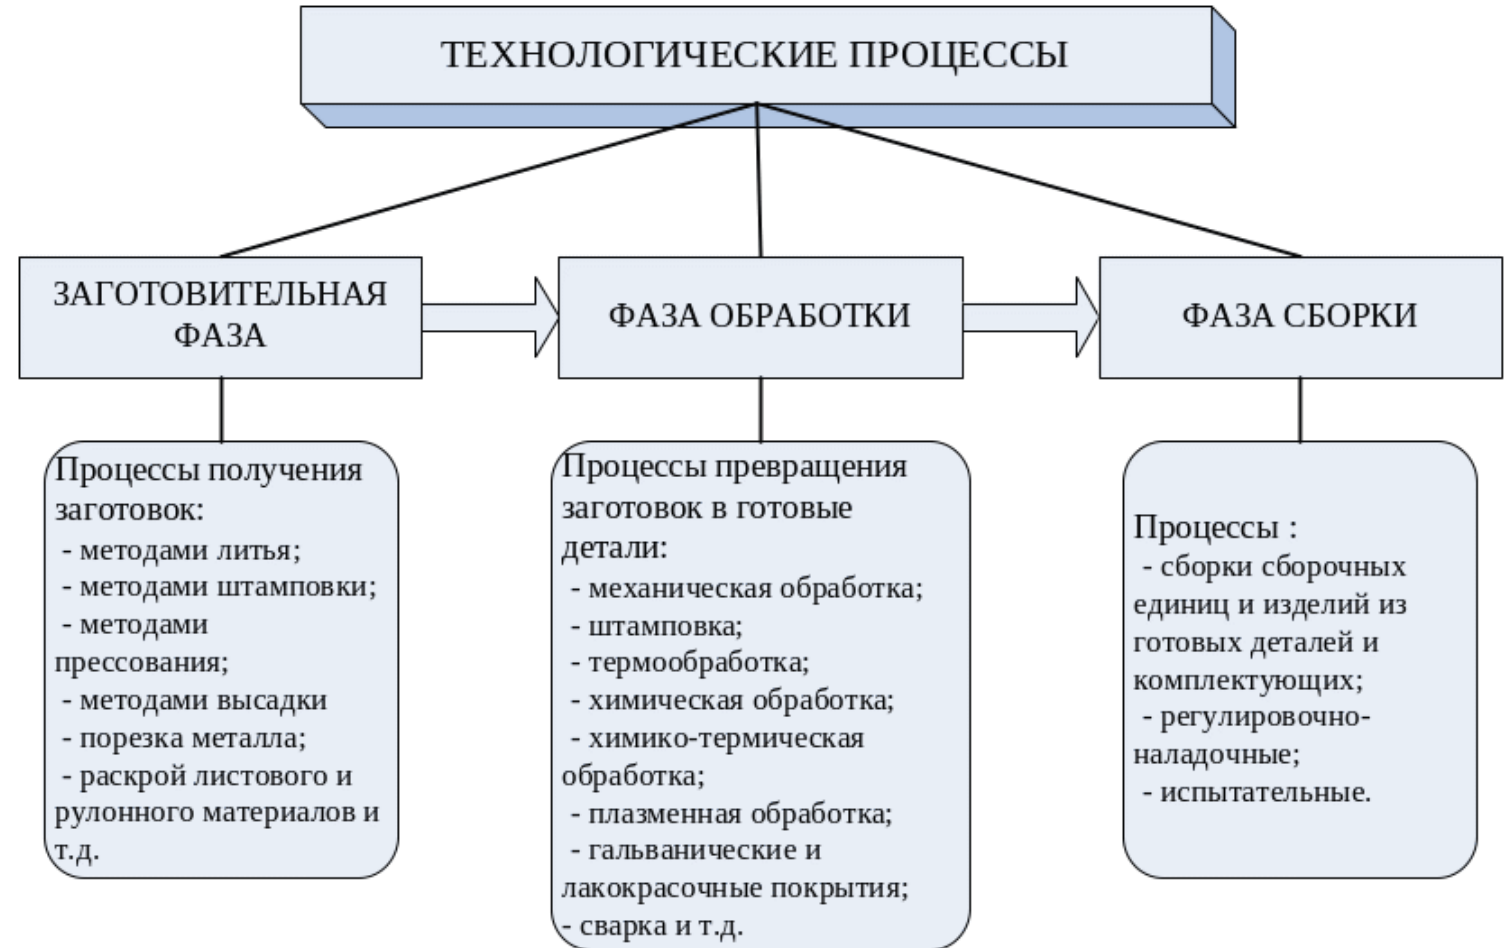 ТЕХНОЛОГИЧЕСКИЕ ПРОЦЕССЫ
ЗАГОТОВИТЕЛЬНАЯ
ФАЗА
ФАЗА ОБРАБОТКИ
ФАЗА СБОРКИ
Процессы получения
заготовок:
- методами литья;
- методами штамповки;
- методами
прессования;
- методами высадки
- порезка металла;
- раскрой листового и
рулонного материалов и
т.д.
Процессы превращения
заготовок в готовые
детали:
- механическая обработка;
- штамповка;
- термообработка;
- химическая обработка;
- химико-термическая
обработка;
- плазменная обработка;
- гальванические и
лакокрасочные покрытия;
- сварка и т.д.
Процессы :
- сборки сборочных
единиц и изделий из
готовых деталей и
комплектующих;
- регулировочно-
наладочные;
- испытательные.